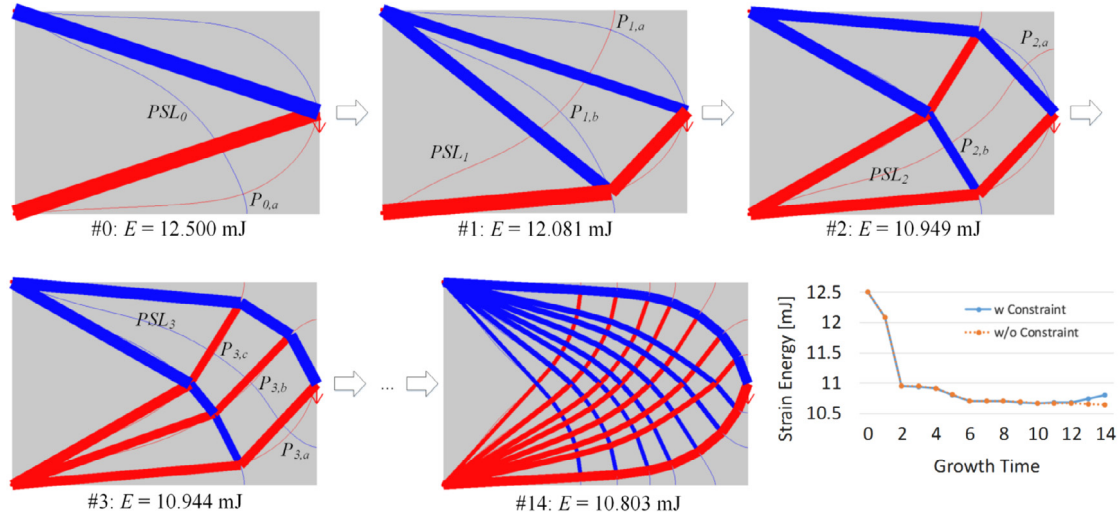 P1,a
P2,a
PSL0
P1,b
PSL1
P2,b
PSL2
P0,a
#0: E = 12.500 mJ
#1: E = 12.081 mJ
#2: E = 10.949 mJ
PSL3
P3,c
P3,b
...
P3,a
#3: E = 10.944 mJ
#14: E = 10.803 mJ
Strain Energy [mJ]
12.5
12
11.5
11
10.5
w Constraint
w/o Constraint
0 2 4 6 8 10 12 14
Growth Time